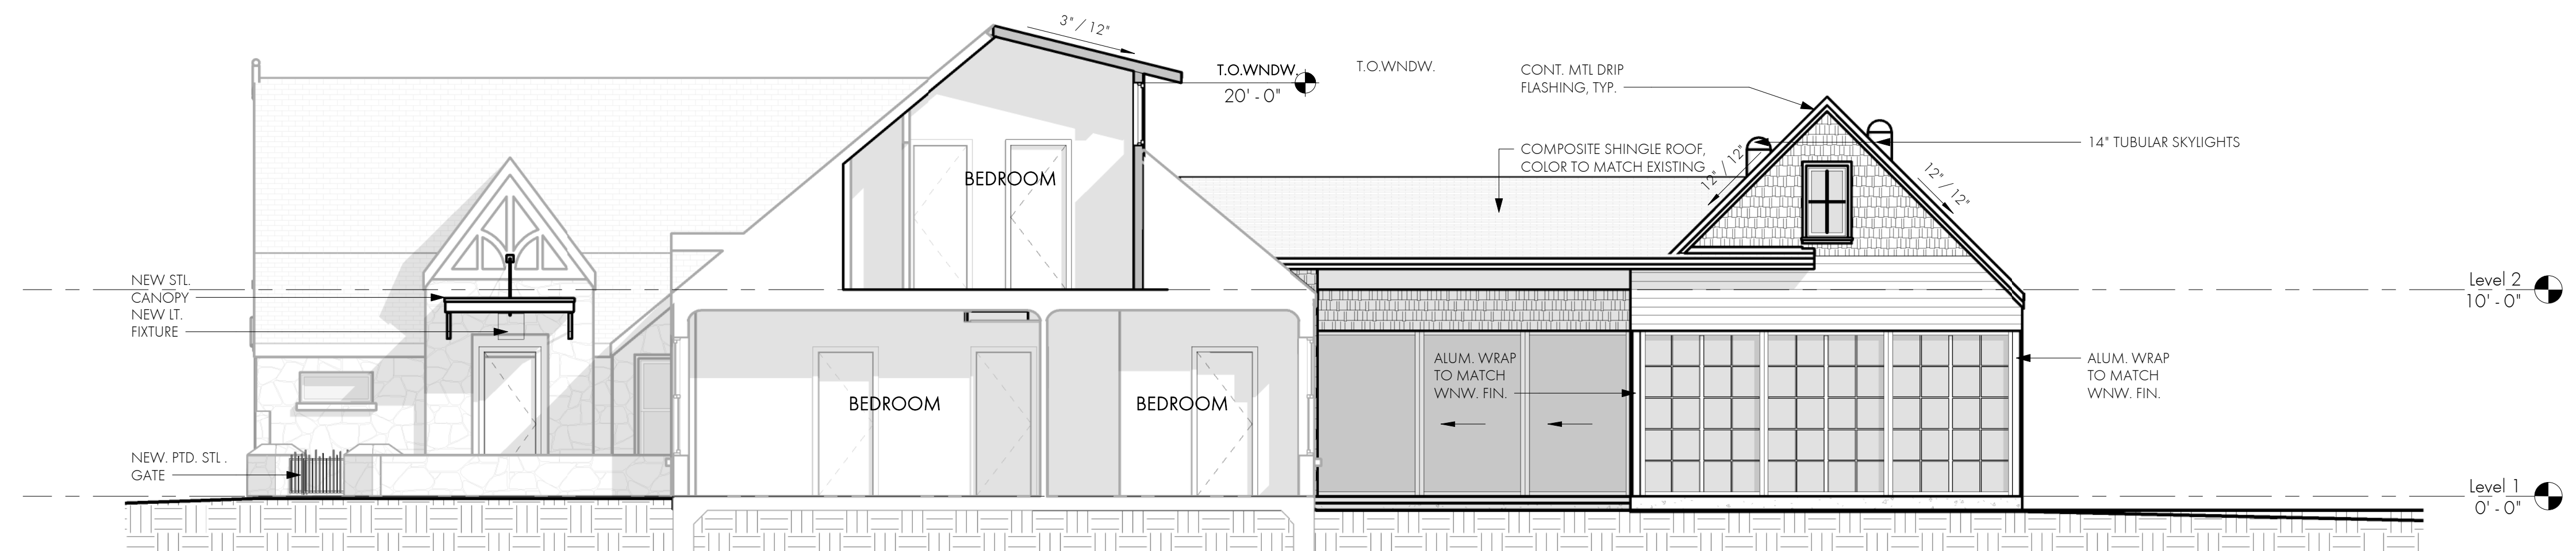 3" / 12"
T.O.WNDW.
20' - 0"
T.O.WNDW.
CONT. MTL DRIP
FLASHING, TYP.
14" TUBULAR SKYLIGHTS
COMPOSITE SHINGLE ROOF,
COLOR TO MATCH EXISTING
12" / 12"
12" / 12"
BEDROOM
NEW STL.
CANOPY
NEW LT.
FIXTURE
Level 2
10' - 0"
ALUM. WRAP
TO MATCH
WNW. FIN.
ALUM. WRAP
TO MATCH
WNW. FIN.
BEDROOM
BEDROOM
NEW. PTD. STL .
GATE
Level 1
0' - 0"